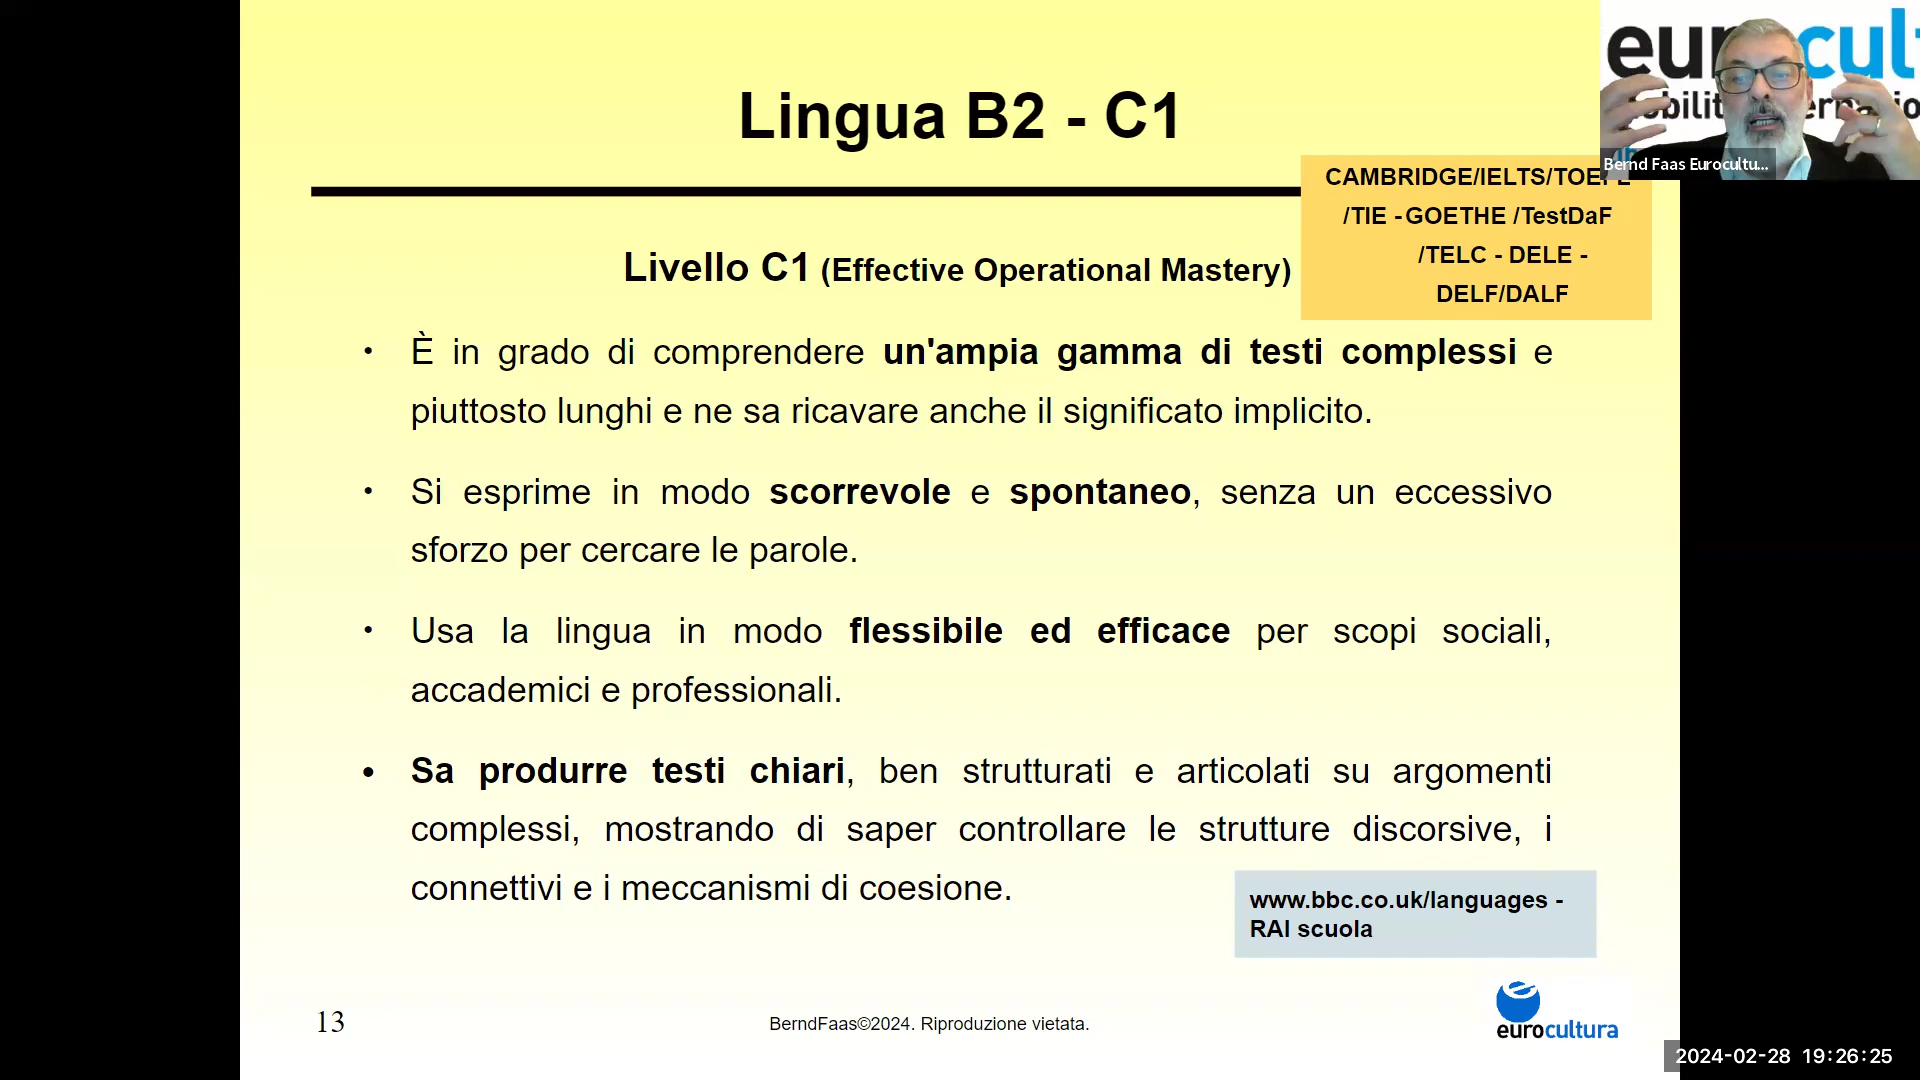 Lingua B2 - C1
eur cult
Bernd Faas Eurocultu...
CAMBRIDGE/IELTS/TOEFL
/TIE - GOETHE /TestDaF
/TELC - DELE -
DELF/DALF
Livello C1 (Effective Operational Mastery)
• È in grado di comprendere un'ampia gamma di testi complessi e
piuttosto lunghi e ne sa ricavare anche il significato implicito.
• Si esprime in modo scorrevole e spontaneo, senza un eccessivo
sforzo per cercare le parole.
• Usa la lingua in modo flessibile ed efficace per scopi sociali,
accademici e professionali.
• Sa produrre testi chiari, ben strutturati e articolati su argomenti
complessi, mostrando di saper controllare le strutture discorsive, i
connettivi e i meccanismi di coesione.
www.bbc.co.uk/languages -
RAI scuola
13
BerndFaas©2024. Riproduzione vietata.
eurocultura
2024-02-28 19:26:25